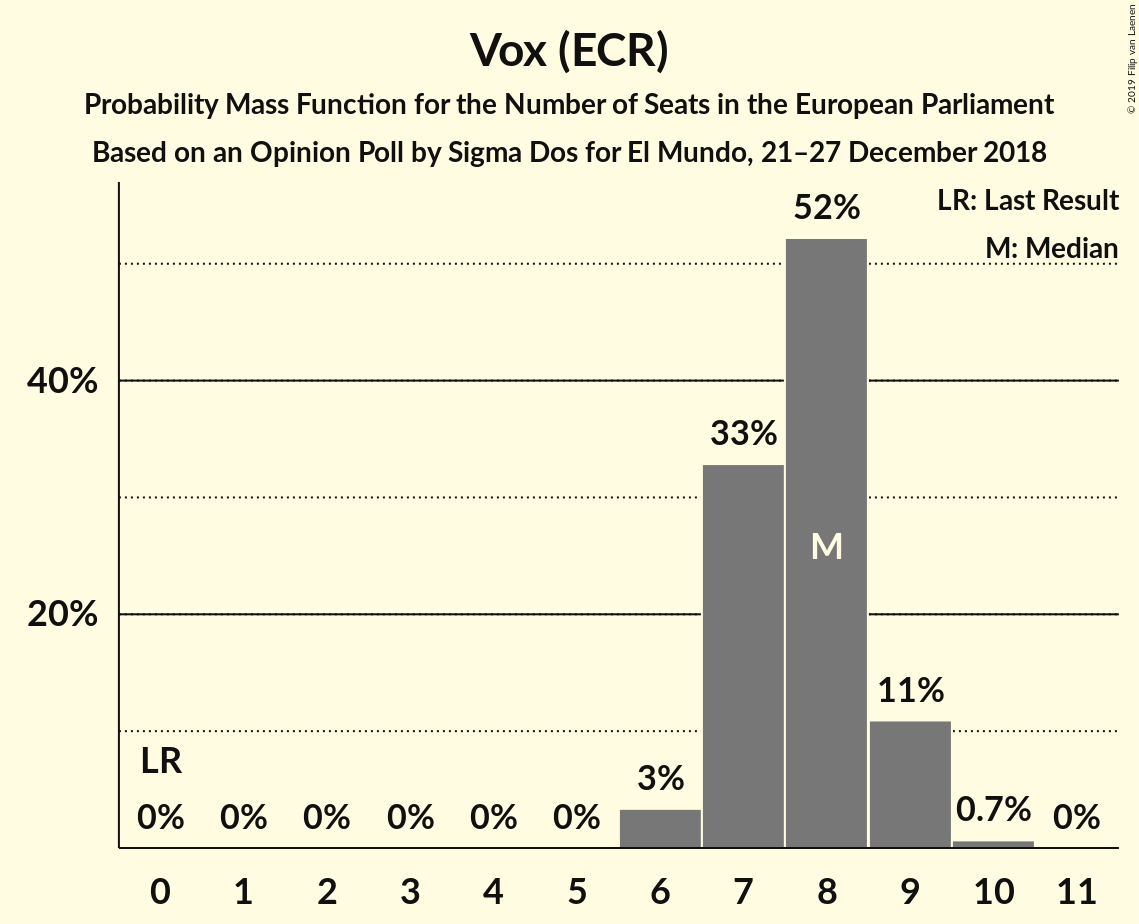 Vox (ECR)
Probability Mass Function for the Number of Seats in the European Parliament
Based on an Opinion Poll by Sigma Dos for El Mundo, 21–27 December 2018
© 2019 Filip van Laenen
LR: Last Result
M: Median
52%
40%
33%
M
20%
11%
LR
3%
0% 0% 0% 0% 0% 0% 0.7% 0%
0 1 2 3 4 5 6 7 8 9 10 11